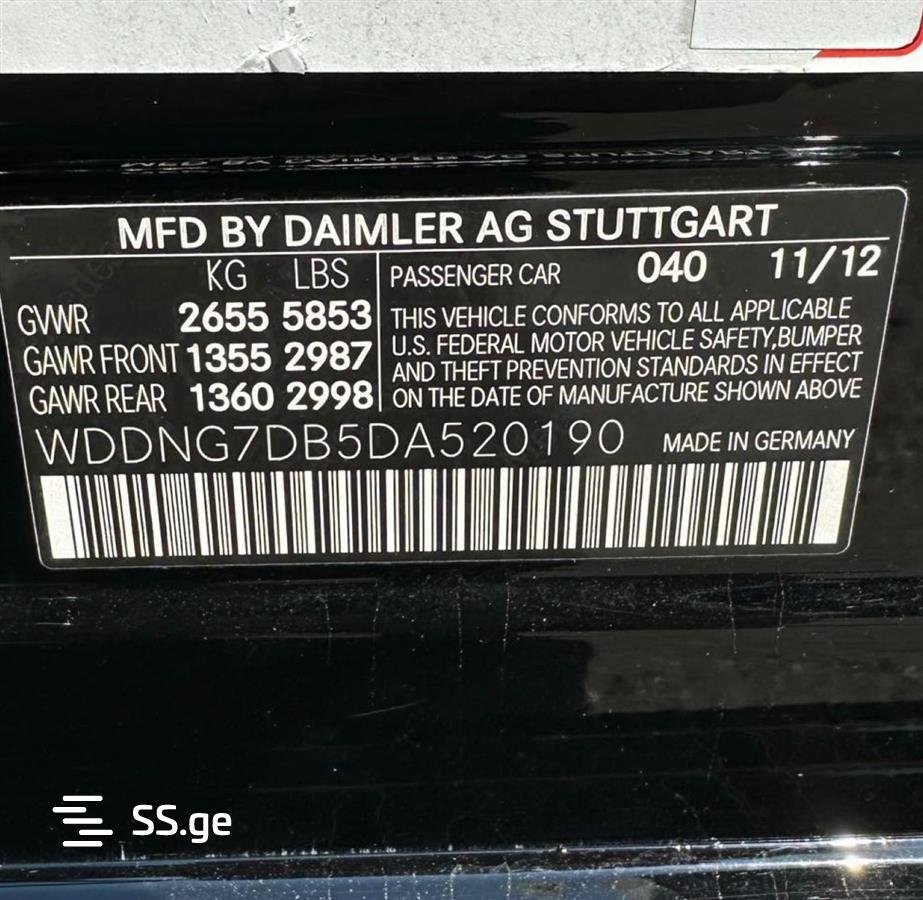 MFD BY DAIMLER AG STUTTGART
KG LBS
GVWR 2655 5853
GAWR FRONT 1355 2987
GAWR REAR 1360 2998
PASSENGER CAR 040 11/12
THIS VEHICLE CONFORMS TO ALL APPLICABLE
U.S. FEDERAL MOTOR VEHICLE SAFETY,BUMPER
AND THEFT PREVENTION STANDARDS IN EFFECT
ON THE DATE OF MANUFACTURE SHOWN ABOVE
WDDNG7DB5DA520190 MADE IN GERMANY
SS.ge